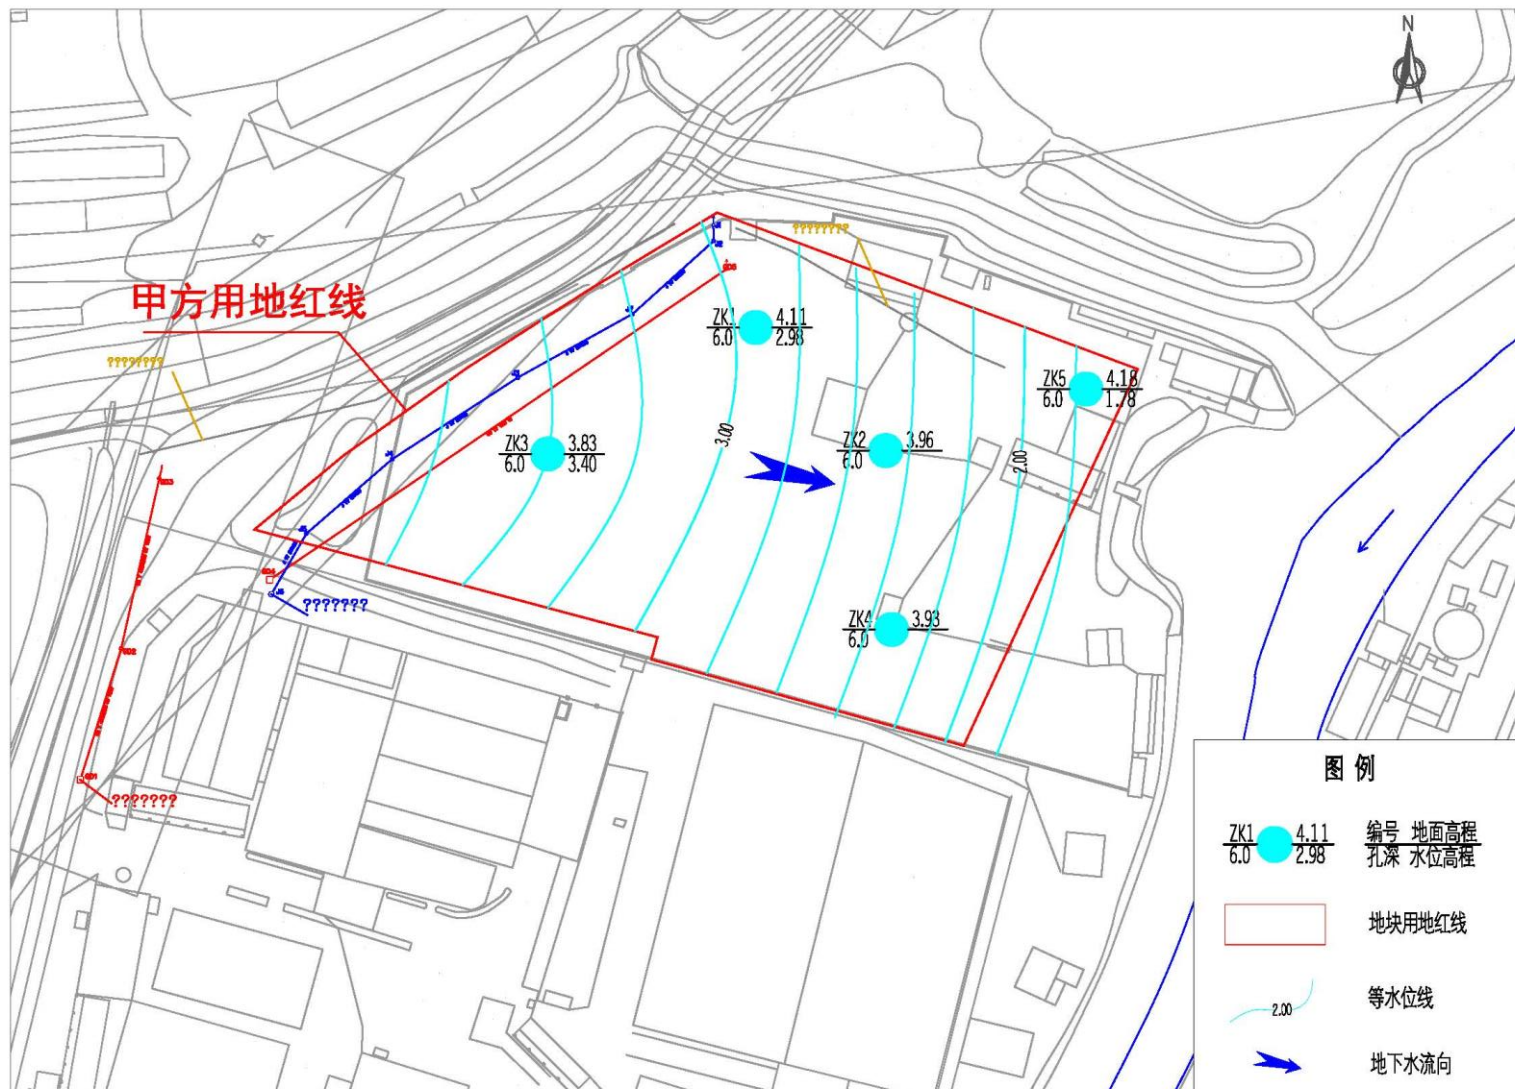 N
????????
甲方用地红线
ZK1 4.11
6.0 2.98
????????
ZK5 4.18
6.0 1.78
3.00
ZK3 3.83
6.0 3.40
ZK2 3.96
6.0
2.00
GD3
GD4
???????
ZK4 3.93
6.0
GD2
GD1
???????
图 例
ZK1 4.11 编号 地面高程
6.0 2.98 孔深 水位高程
地块用地红线
2.00 等水位线
地下水流向